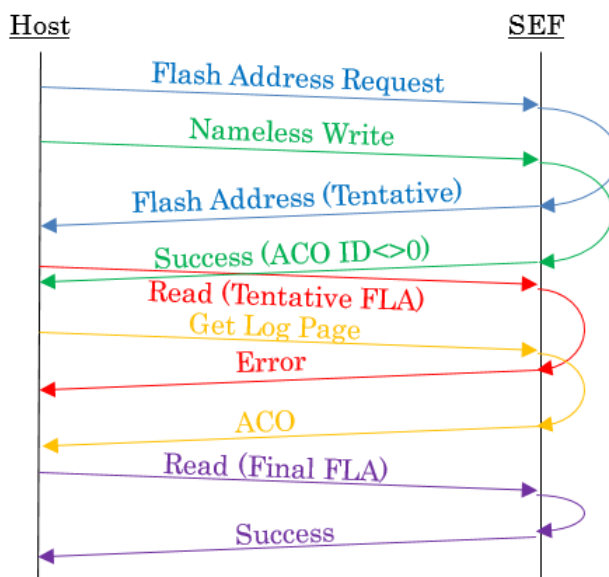 Host
SEF
Flash Address Request
Nameless Write
Flash Address (Tentative)
Success (ACO ID<>0)
Read (Tentative FLA)
Get Log Page
Error
ACO
Read (Final FLA)
Success